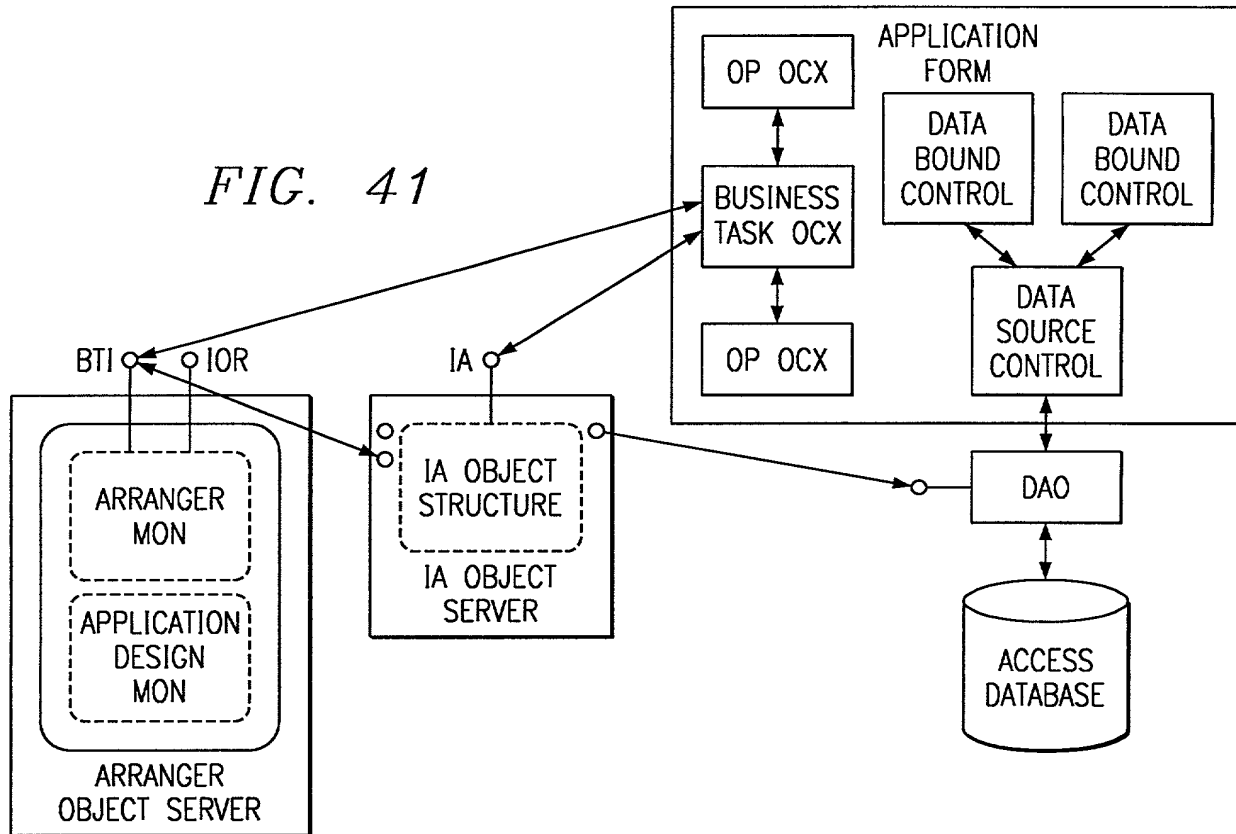 FIG. 41
APPLICATION
FORM
OP OCX
BUSINESS
TASK OCX
OP OCX
DATA
BOUND
CONTROL
DATA
BOUND
CONTROL
DATA
SOURCE
CONTROL
BTI
IOR
IA
ARRANGER
MON
APPLICATION
DESIGN
MON
ARRANGER
OBJECT SERVER
IA OBJECT
STRUCTURE
IA OBJECT
SERVER
DAO
ACCESS
DATABASE